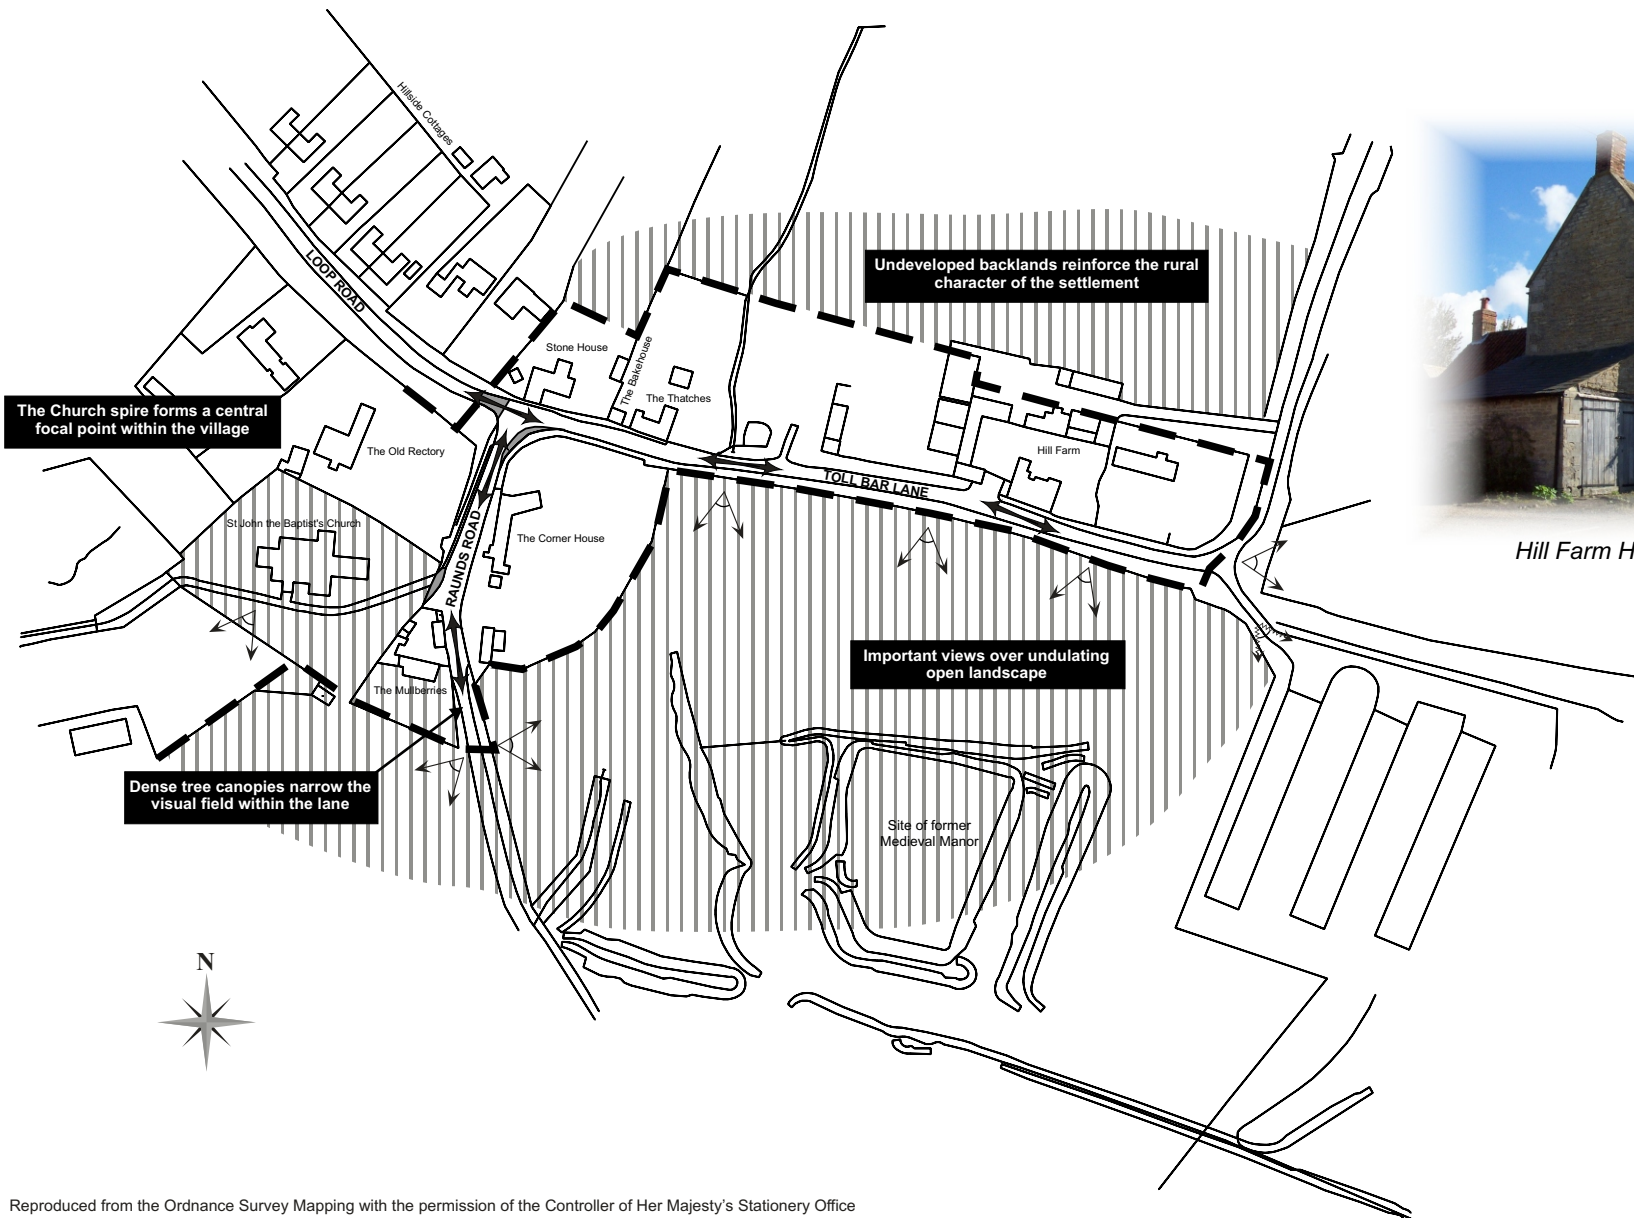 Hillside Cottages
LOOP ROAD
Undeveloped backlands reinforce the rural
character of the settlement
Stone House
The Bakehouse
The Thatches
The Church spire forms a central
focal point within the village
The Old Rectory
Hill Farm
TOLL BAR LANE
St John the Baptist's Church
The Corner House
RAUNDS ROAD
Hill Farm H
Important views over undulating
open landscape
The Mullberries
Dense tree canopies narrow the
visual field within the lane
Site of former
Medieval Manor
N
Reproduced from the Ordnance Survey Mapping with the permission of the Controller of Her Majesty’s Stationery Office